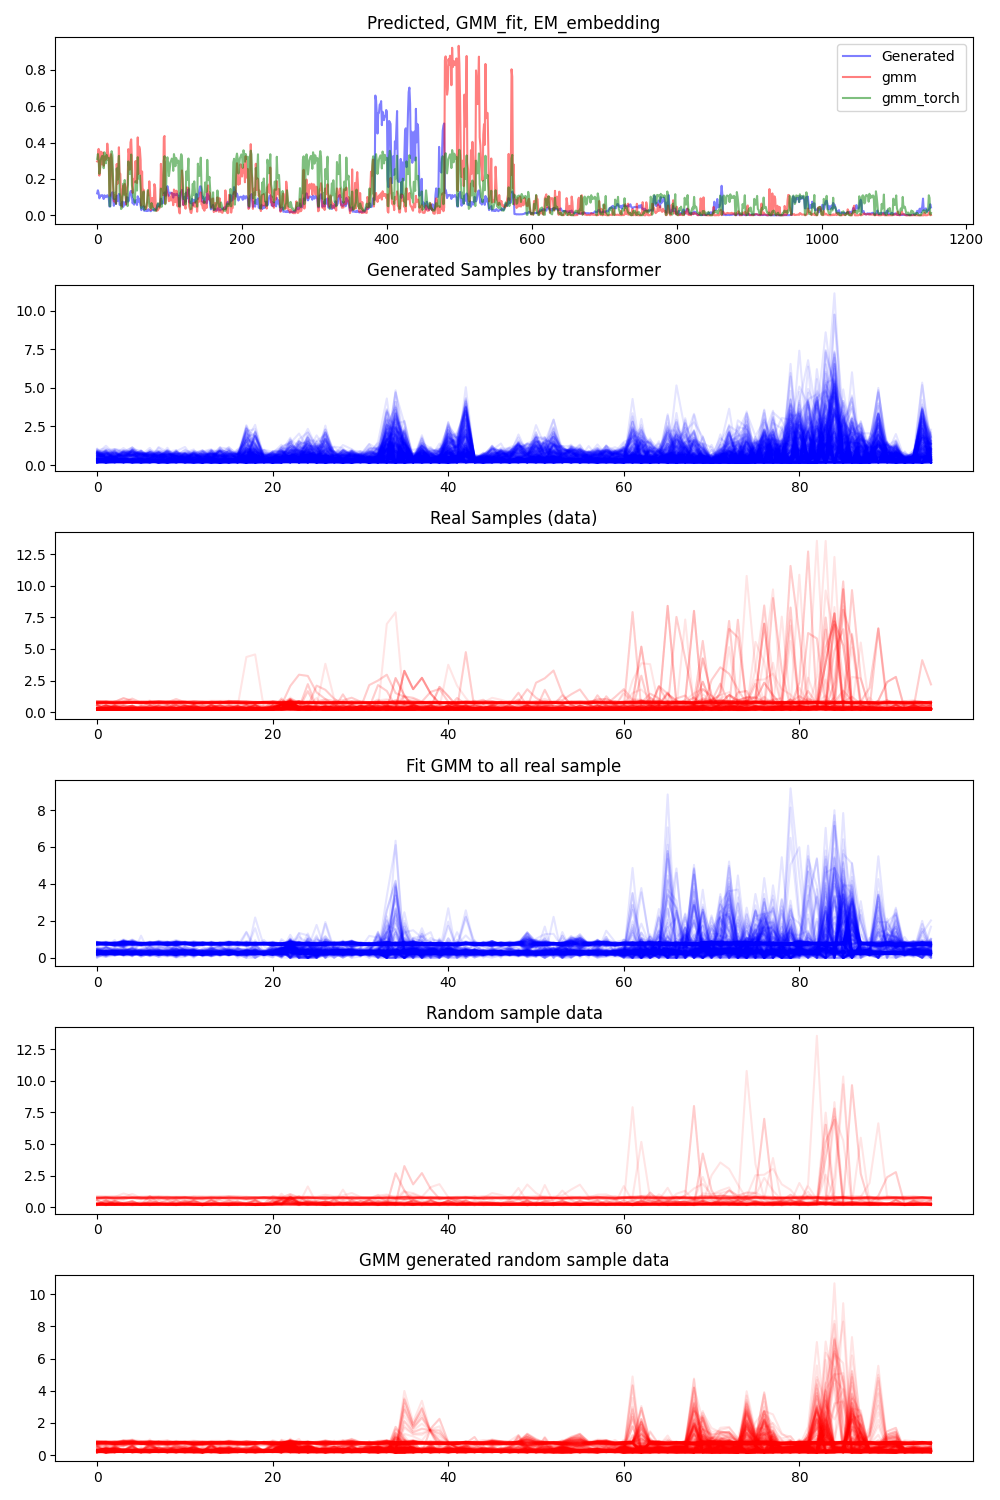 Predicted, GMM_fit, EM_embedding
0.8
0.6
0.4
0.2
0.0
Generated
gmm
gmm_torch
0 200 400 600 800 1000 1200
Generated Samples by transformer
10.0
7.5
5.0
2.5
0.0
0 20 40 60 80
Real Samples (data)
12.5
10.0
7.5
5.0
2.5
0.0
0 20 40 60 80
Fit GMM to all real sample
8
6
4
2
0
0 20 40 60 80
Random sample data
12.5
10.0
7.5
5.0
2.5
0.0
0 20 40 60 80
GMM generated random sample data
10
8
6
4
2
0
0 20 40 60 80